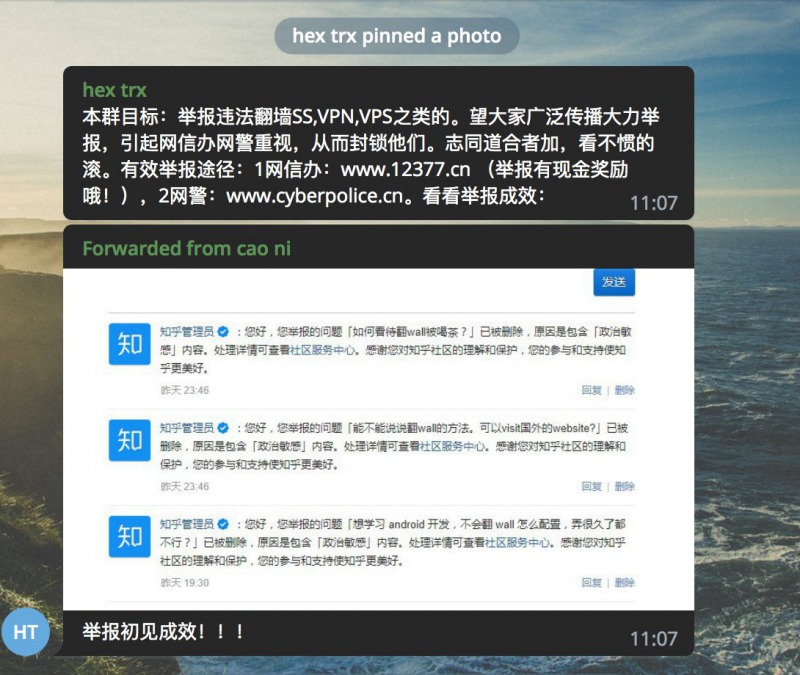 hex trx pinned a photo
hex trx
本群目标：举报违法翻墙SS,VPN,VPS之类的。望大家广泛传播大力举
报，引起网信办网警重视，从而封锁他们。志同道合者加，看不惯的
滚。有效举报途径：1网信办：www.12377.cn （举报有现金奖励
哦！），2网警：www.cyberpolice.cn。看看举报成效：
11:07
Forwarded from cao ni
发送
知 知乎管理员 ：您好，您举报的问题「如何看待翻wall被喝茶？」已被删除，原因是包含「政治敏
感」内容。处理详情可查看社区服务中心。感谢您对知乎社区的理解和保护，您的参与和支持使知
乎更美好。
昨天 23:46 回复 | 删除
知 知乎管理员 ：您好，您举报的问题「能不能说说翻wall的方法。可以visit国外的website?」已被
删除，原因是包含「政治敏感」内容。处理详情可查看社区服务中心。感谢您对知乎社区的理解和
保护，您的参与和支持使知乎更美好。
昨天 23:46 回复 | 删除
知 知乎管理员 ：您好，您举报的问题「想学习 android 开发，不会翻 wall 怎么配置，弄很久了都
不行？」已被删除，原因是包含「政治敏感」内容。处理详情可查看社区服务中心。感谢您对知乎
社区的理解和保护，您的参与和支持使知乎更美好。
昨天 19:30 回复 | 删除
HT
举报初见成效！！！
11:07